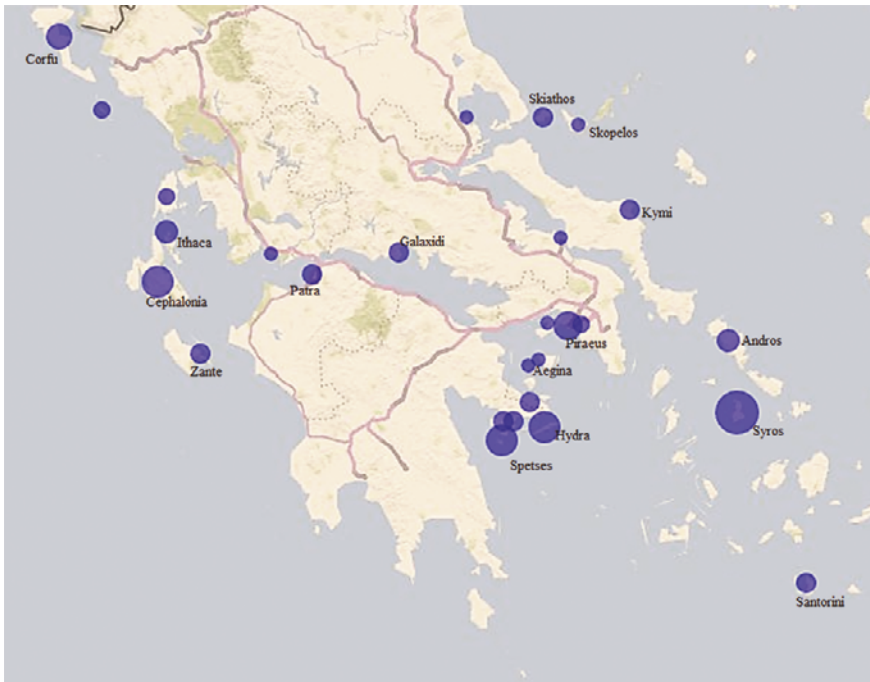 Corfu
Skiathos
Skopelos
Kymi
Ithaca
Galaxidi
Patra
Cephalonia
Piraeus
Andros
Zante
Aegina
Syros
Hydra
Spetses
Santorini